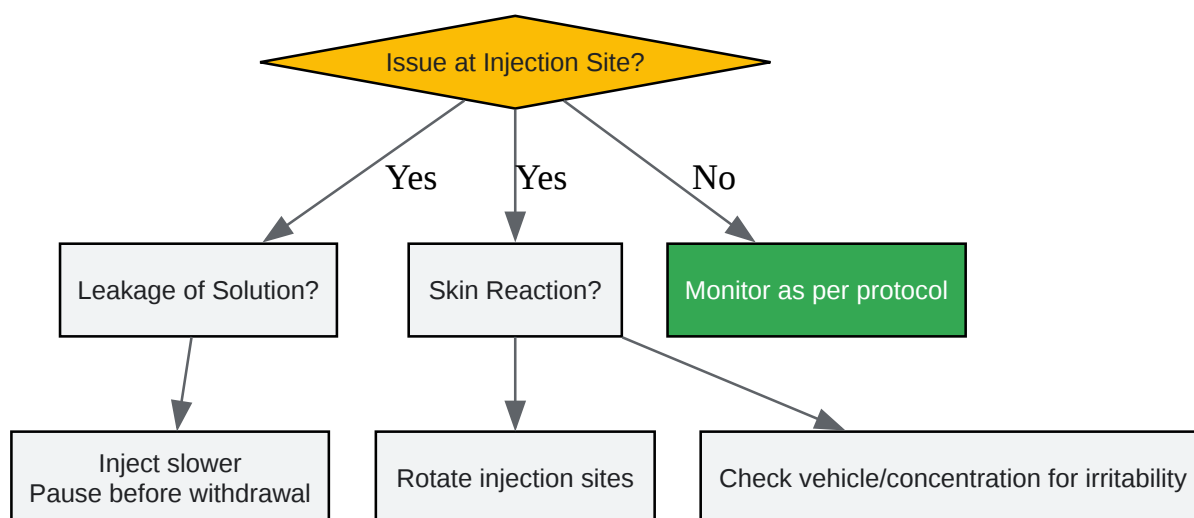 Issue at Injection Site?
Yes
Yes
No
Leakage of Solution?
Skin Reaction?
Monitor as per protocol
Inject slower
Pause before withdrawal
Rotate injection sites
Check vehicle/concentration for irritability